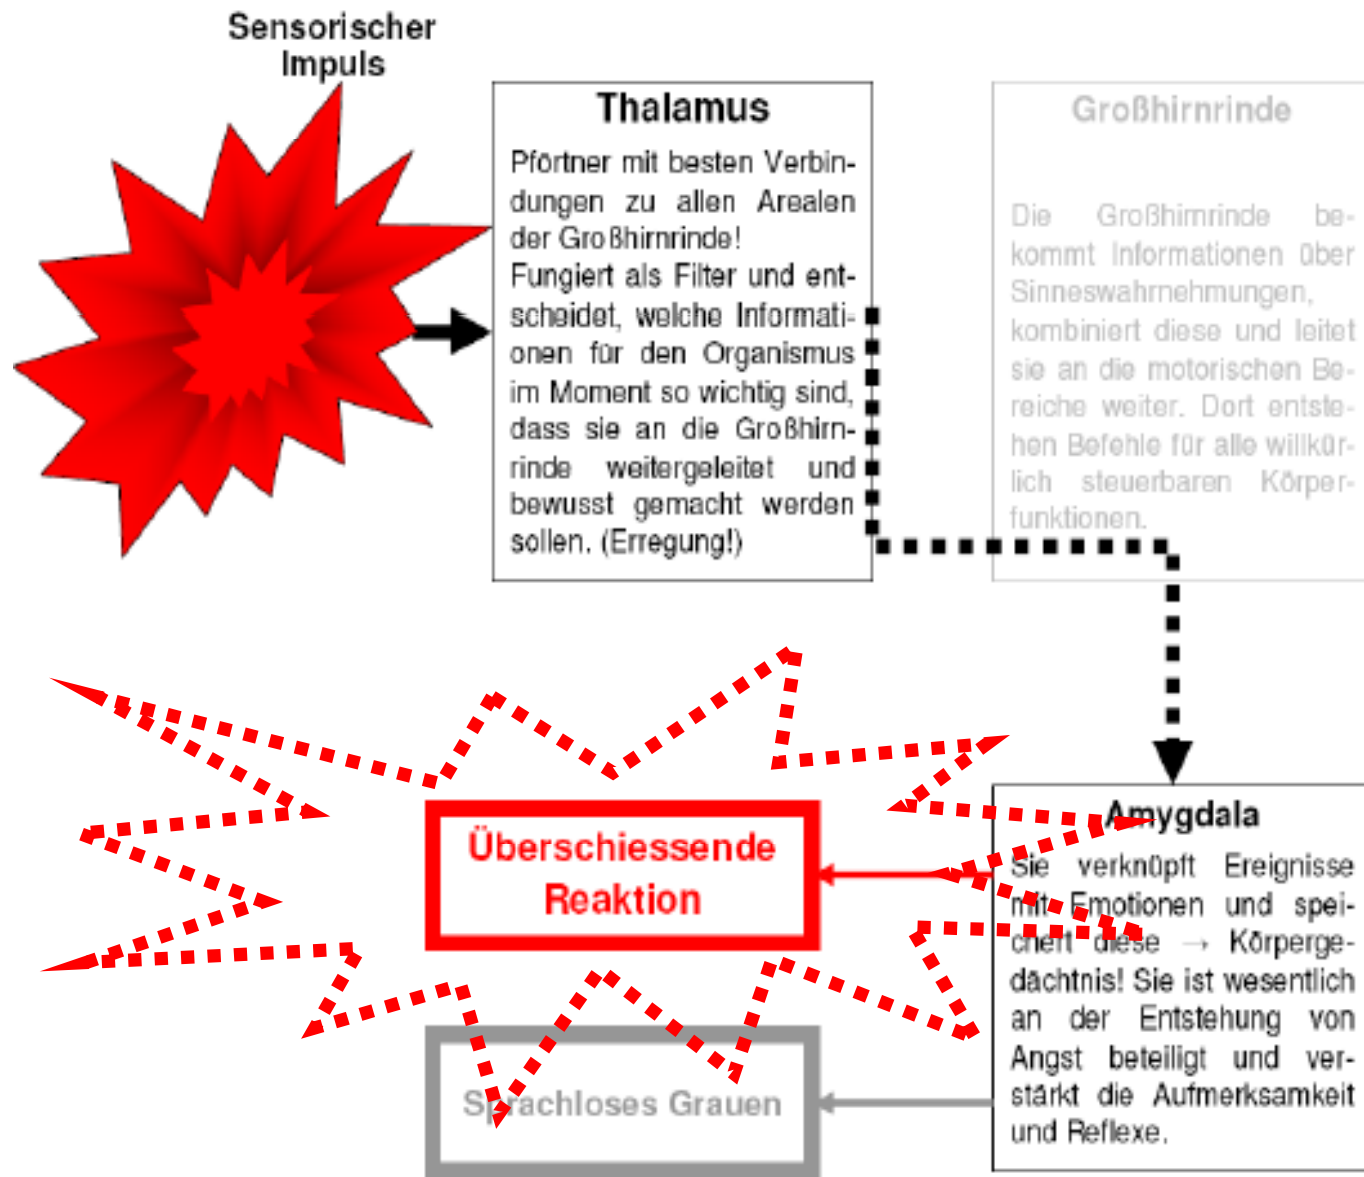 Sensorischer
Impuls
Thalamus
Pförtner mit besten Verbin-
dungen zu allen Arealen
der Großhirnrinde!
Fungiert als Filter und ent-
scheidet, welche Informati-
onen für den Organismus
im Moment so wichtig sind,
dass sie an die Großhirn-
rinde weitergeleitet und
bewusst gemacht werden
sollen. (Erregung!)
Großhirnrinde
Die Großhirnrinde be-
kommt Informationen über
Sinneswahrnehmungen,
kombiniert diese und leitet
sie an die motorischen Be-
reiche weiter. Dort entste-
hen Befehle für alle willkür-
lich steuerbaren Körper-
funktionen.
Überschiessende
Reaktion
Sprachloses Grauen
Amygdala
Sie verknüpft Ereignisse
mit Emotionen und spei-
chert diese → Körperge-
dächtnis! Sie ist wesentlich
an der Entstehung von
Angst beteiligt und ver-
stärkt die Aufmerksamkeit
und Reflexe.